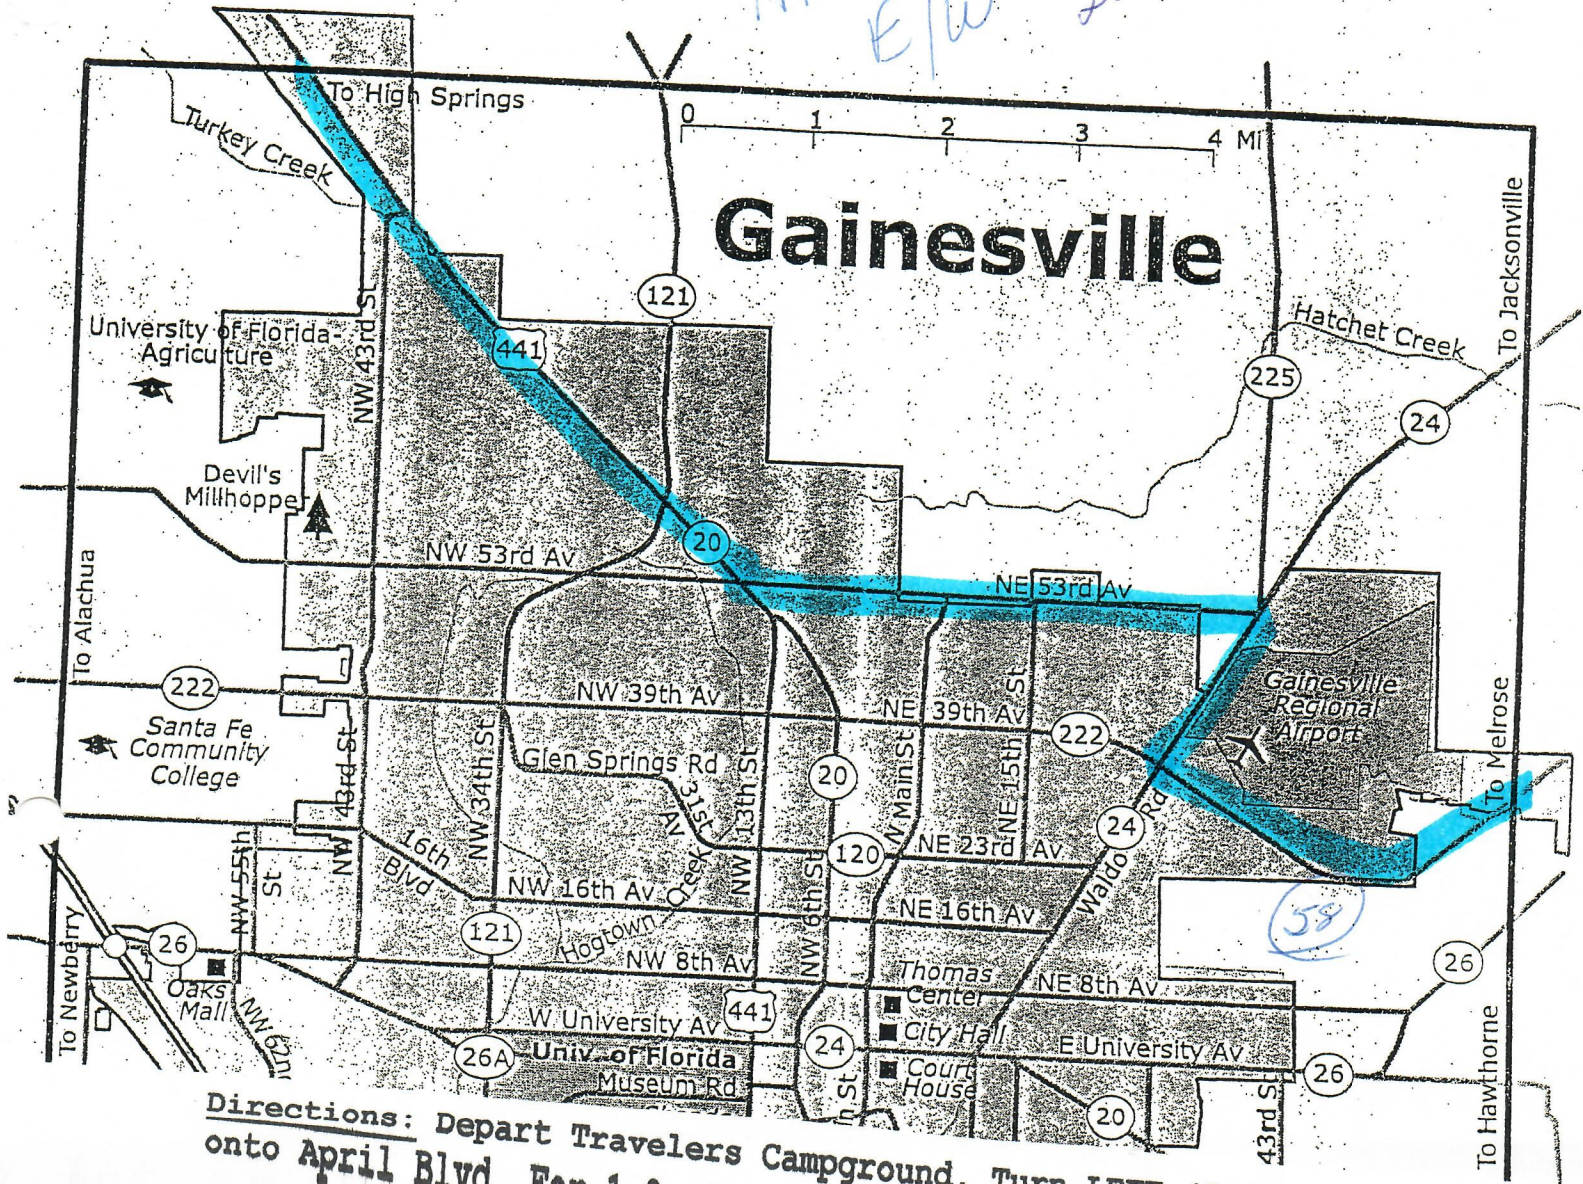 E/W
To High Springs
0 1 2 3 4 Mi
Turkey Creek
Gainesville
To Jacksonville
121
Hatchet Creek
University of Florida-
Agriculture
NW 43rd St
441
225
24
Devil's
Millhopper
20
NW 53rd Av
NE 53rd Av
To Alachua
222
NW 39th Av
NE 39th Av
222
Gainesville
Regional
Airport
Santa Fe
Community
College
NW 43rd St
NW 34th St
Glen Springs Rd
31st
Av
NW 13th St
20
N Main St
NE 15th St
To Melrose
24
Waldo Rd
16th
Blvd
120
NE 23rd Av
NW 55th
St
NW 16th Av
Hogtown Creek
NW 6th St
NE 16th Av
58
To Newberry
26
Oaks
Mall
NW 62n
121
NW 8th Av
Thomas
Center
NE 8th Av
26
441
W University Av
24
City Hall
E University Av
26A
Univ. of Florida
Museum Rd
Court
House
26
20
43rd St
To Hawthorne
Directions: Depart Travelers Campground. Turn LEFT
onto April Blvd.